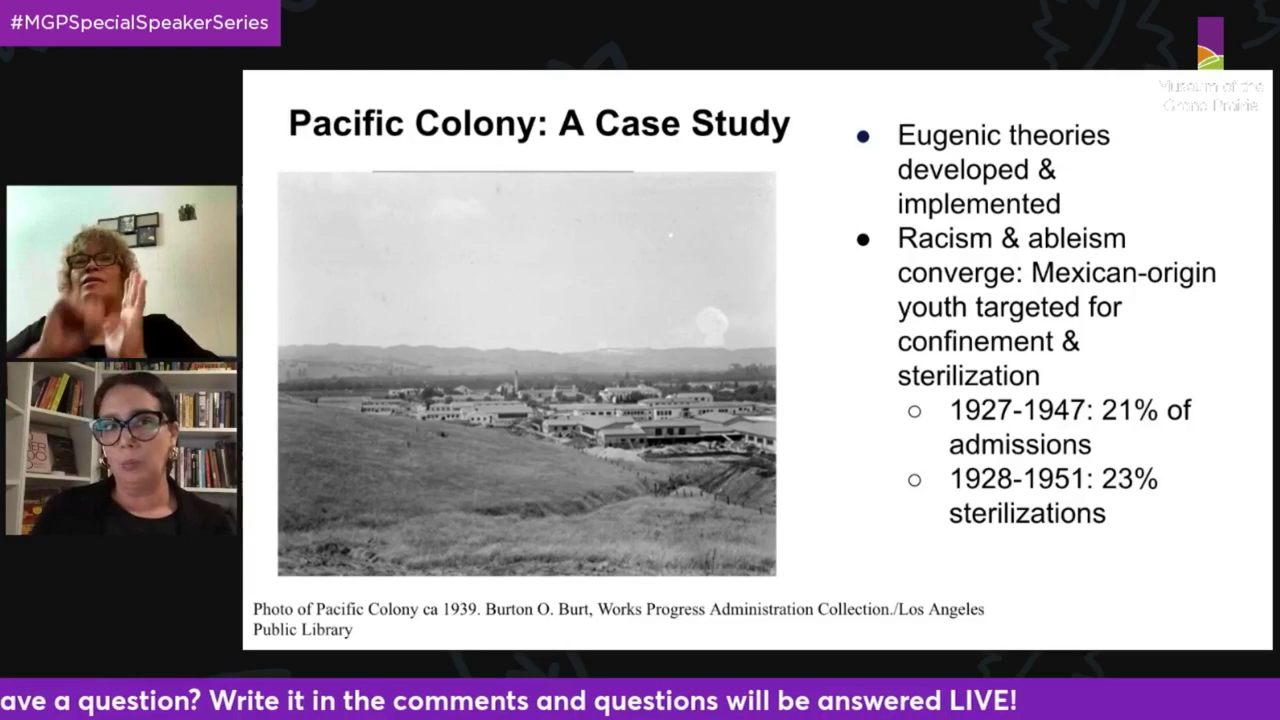 #MGPSpecialSpeakerSeries
Museum of the
Grand Prairie
Pacific Colony: A Case Study
Eugenic theories
developed &
implemented
Racism & ableism
converge: Mexican-origin
youth targeted for
confinement &
sterilization
1927-1947: 21% of
admissions
1928-1951: 23%
sterilizations
Photo of Pacific Colony ca 1939. Burton O. Burt, Works Progress Administration Collection./Los Angeles
Public Library
ave a question? Write it in the comments and questions will be answered LIVE!